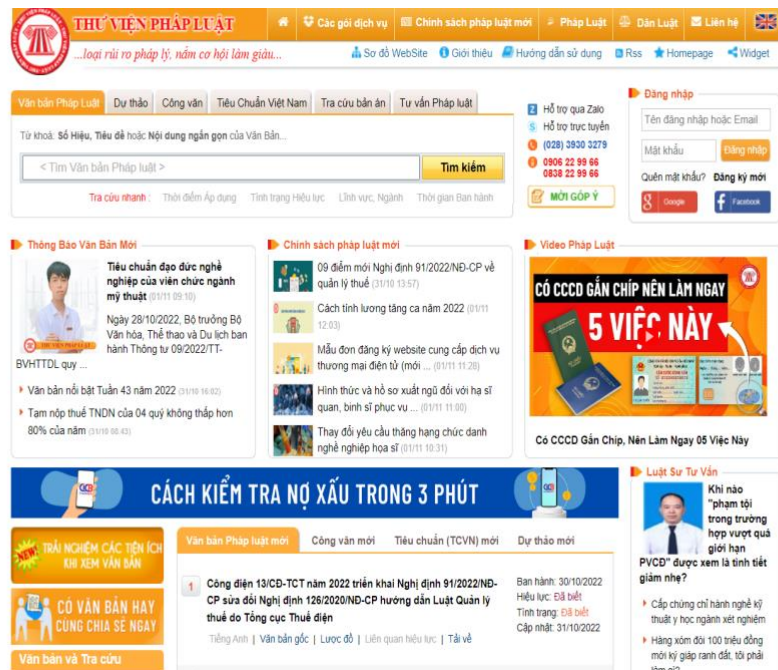 THƯ VIỆN PHÁP LUẬT
...loại rủi ro pháp lý, nắm cơ hội làm giàu...
Các gói dịch vụ
Chính sách pháp luật mới
Pháp Luật
Dân Luật
Liên hệ
Sơ đồ WebSite
Giới thiệu
Hướng dẫn sử dụng
Rss
Homepage
Widget
Văn bản Pháp Luật
Dự thảo
Công văn
Tiêu Chuẩn Việt Nam
Tra cứu bản án
Tư vấn Pháp luật
Từ khoá: Số Hiệu, Tiêu đề hoặc Nội dung ngắn gọn của Văn Bản...
< Tìm Văn bản Pháp luật >
Tìm kiếm
Tra cứu nhanh :
Thời điểm Áp dụng
Tình trạng Hiệu lực
Lĩnh vực, Ngành
Thời gian Ban hành
Hỗ trợ qua Zalo
Hỗ trợ trực tuyến
(028) 3930 3279
0906 22 99 66
0838 22 99 66
MỜI GÓP Ý
Đăng nhập
Tên đăng nhập hoặc Email
Mật khẩu
Đăng nhập
Quên mật khẩu?
Đăng ký mới
Google
Facebook
Thông Báo Văn Bản Mới
Tiêu chuẩn đạo đức nghề
nghiệp của viên chức ngành
mỹ thuật (01/11 09:10)
Ngày 28/10/2022, Bộ trưởng Bộ
Văn hóa, Thể thao và Du lịch ban
hành Thông tư 09/2022/TT-
BVHTTDL quy ...
Văn bản nổi bật Tuần 43 năm 2022 (31/10 16:02)
Tạm nộp thuế TNDN của 04 quý không thấp hơn
80% của năm (31/10 08:43)
Chính sách pháp luật mới
09 điểm mới Nghị định 91/2022/NĐ-CP về
quản lý thuế (31/10 13:57)
Cách tính lương tăng ca năm 2022 (01/11
12:03)
Mẫu đơn đăng ký website cung cấp dịch vụ
thương mại điện tử (mới ... (01/11 11:28)
Hình thức và hồ sơ xuất ngũ đối với hạ sĩ
quan, binh sĩ phục vụ ... (01/11 11:00)
Thay đổi yêu cầu thăng hạng chức danh
nghề nghiệp họa sĩ (01/11 10:31)
Video Pháp Luật
CÓ CCCD GẮN CHÍP NÊN LÀM NGAY
5 VIỆC NÀY
Có CCCD Gắn Chip, Nên Làm Ngay 05 Việc Này
CÁCH KIỂM TRA NỢ XẤU TRONG 3 PHÚT
NEW!
TRẢI NGHIỆM CÁC TIỆN ÍCH
KHI XEM VĂN BẢN
CÓ VĂN BẢN HAY
CÙNG CHIA SẺ NGAY
Văn bản và Tra cứu
Văn bản Pháp luật mới
Công văn mới
Tiêu chuẩn (TCVN) mới
Dự thảo mới
1
Công điện 13/CĐ-TCT năm 2022 triển khai Nghị định 91/2022/NĐ-
CP sửa đổi Nghị định 126/2020/NĐ-CP hướng dẫn Luật Quản lý
thuế do Tổng cục Thuế điện
Tiếng Anh | Văn bản gốc | Lược đồ | Liên quan hiệu lực | Tải về
Ban hành: 30/10/2022
Hiệu lực: Đã biết
Tình trạng: Đã biết
Cập nhật: 31/10/2022
Luật Sư Tư Vấn
Khi nào
"phạm tội
trong trường
hợp vượt quá
giới hạn
PVCĐ" được xem là tình tiết
giảm nhẹ?
Cấp chứng chỉ hành nghề kỹ
thuật y học ngành xét nghiệm
Hàng xóm đòi 100 triệu đồng
mới ký giáp ranh đất, tôi phải
làm gì?